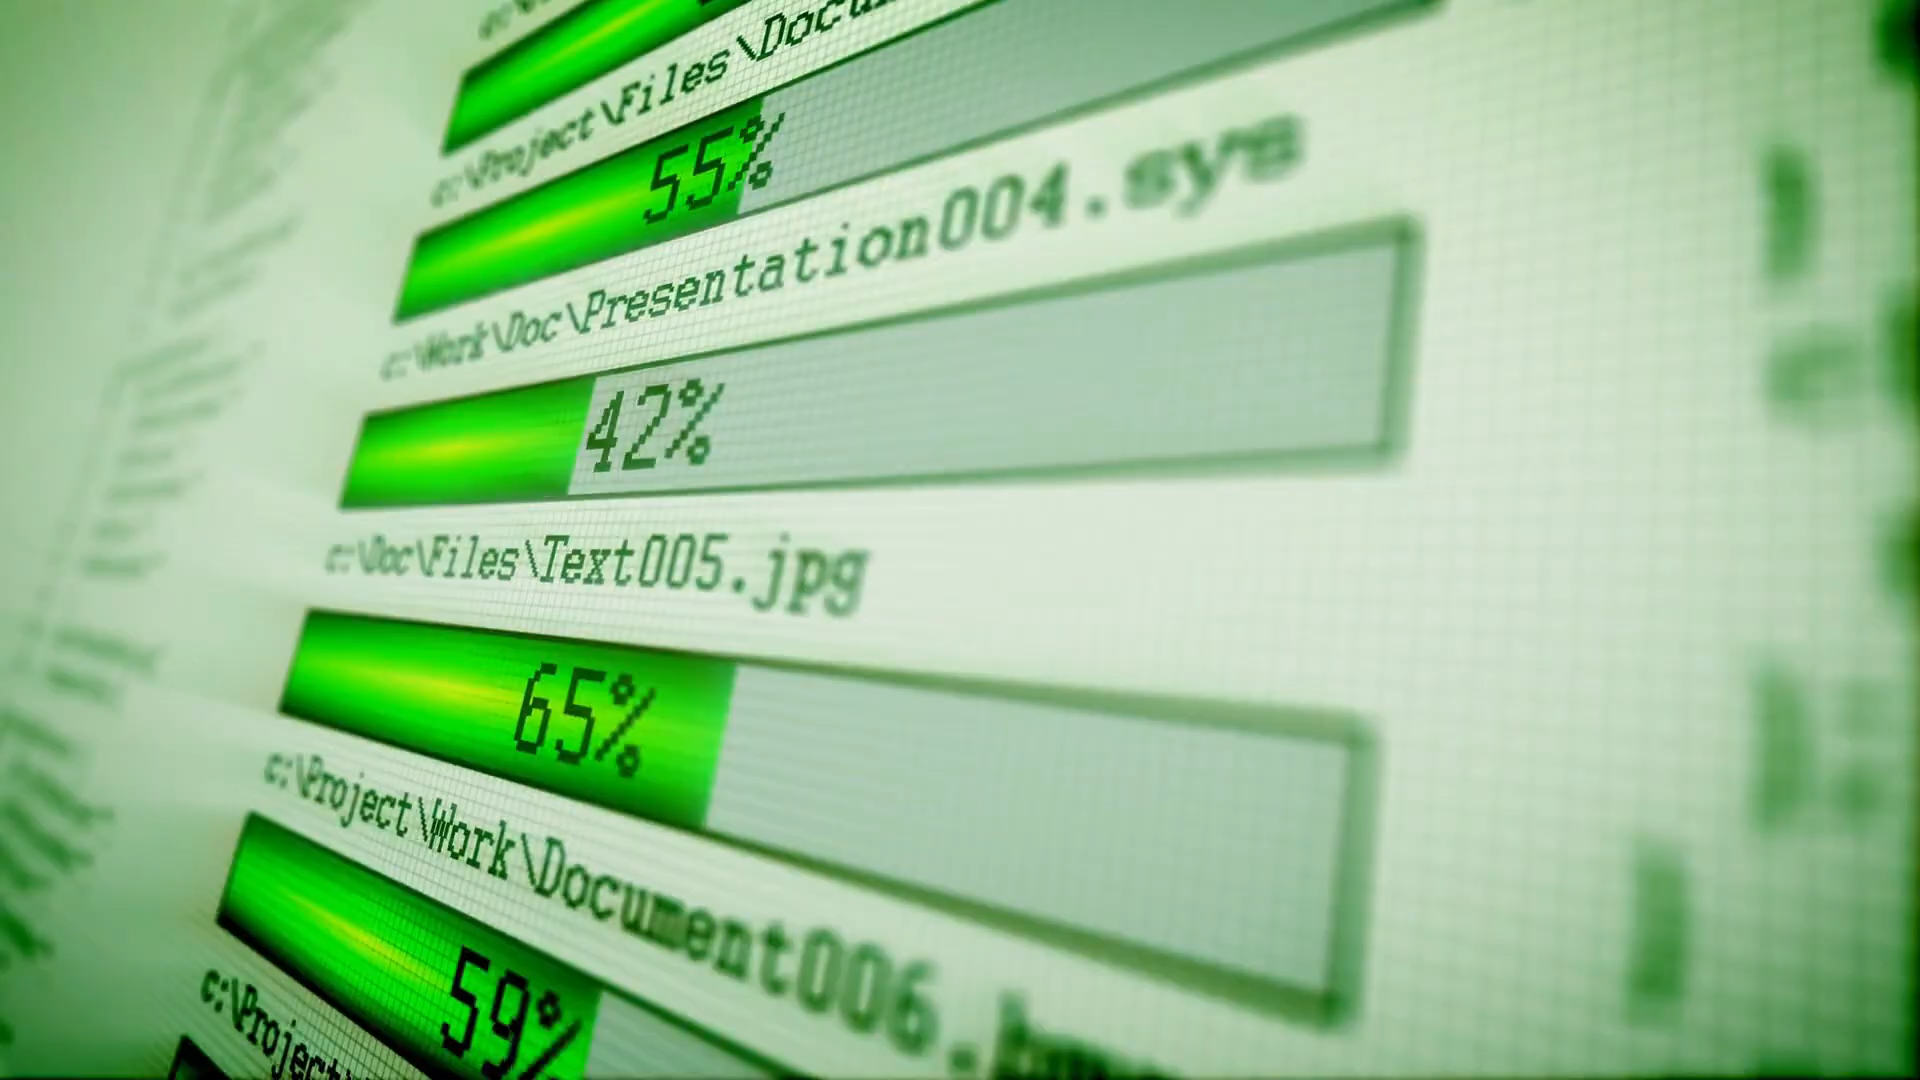 c:\Project\Files\Docu
55%
c:\Work\Doc\Presentation004.sys
42%
c:\Doc\Files\Text005.jpg
65%
c:\Project\Work\Document006.
59%
c:\Project\